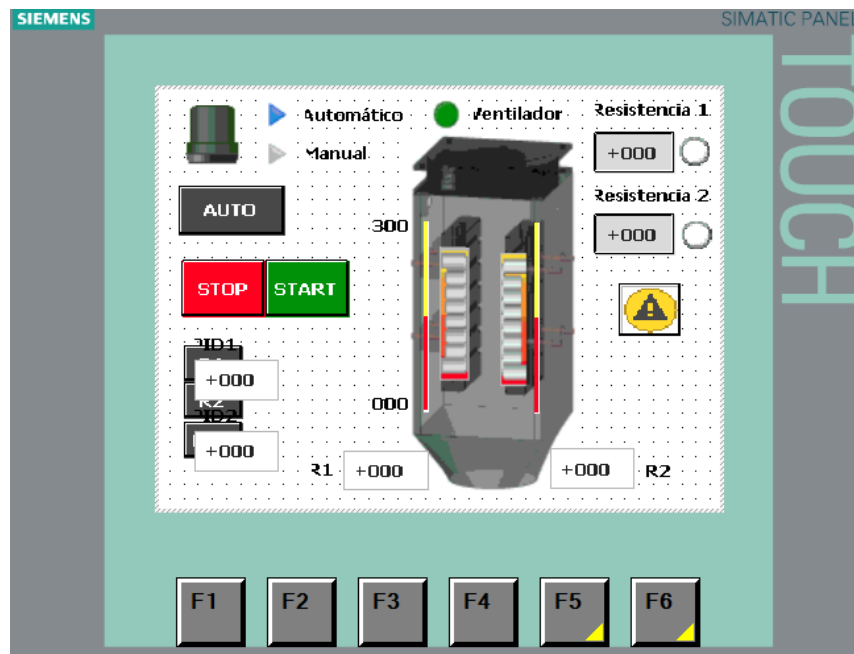 SIEMENS
SIMATIC PANEL
TOUCH
Automático
Ventilador
Resistencia 1
Manual
+000
AUTO
Resistencia 2
300
+000
STOP
START
PID1
+000
R2
PID2
000
+000
R1
+000
+000
R2
F1
F2
F3
F4
F5
F6